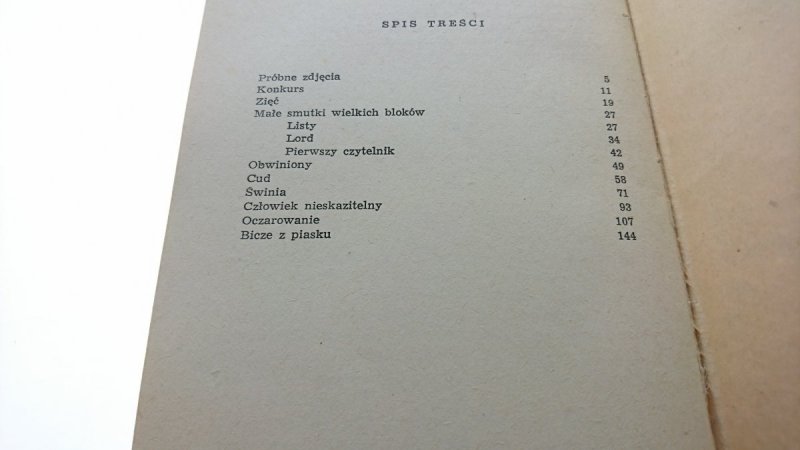 SPIS TREŚCI
Próbne zdjęcia 5
Konkurs 11
Zięć 19
Małe smutki wielkich bloków 27
Listy 27
Lord 34
Pierwszy czytelnik 42
Obwiniony 49
Cud 58
Świnia 71
Człowiek nieskazitelny 93
Oczarowanie 107
Bicze z piasku 144